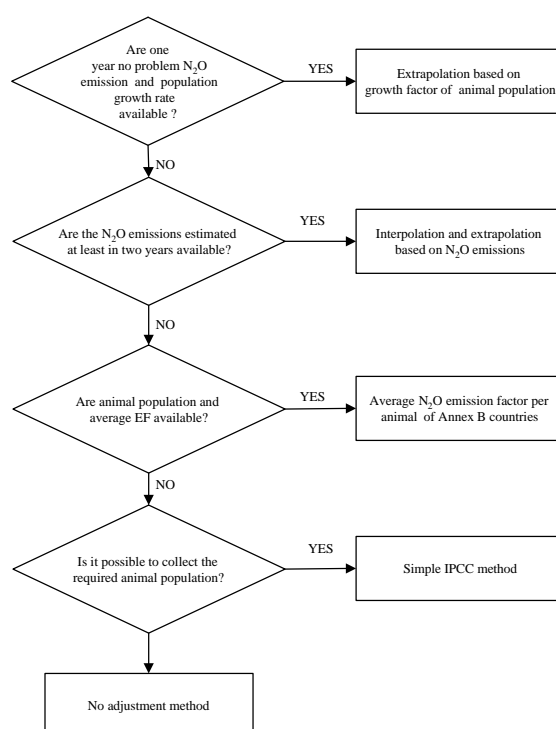 Are one
year no problem N₂O
emission and population
growth rate
available ?
YES
Extrapolation based on
growth factor of animal population
NO
Are the N₂O emissions estimated
at least in two years available?
YES
Interpolation and extrapolation
based on N₂O emissions
NO
Are animal population and
average EF available?
YES
Average N₂O emission factor per
animal of Annex B countries
NO
Is it possible to collect the
required animal population?
YES
Simple IPCC method
No adjustment method